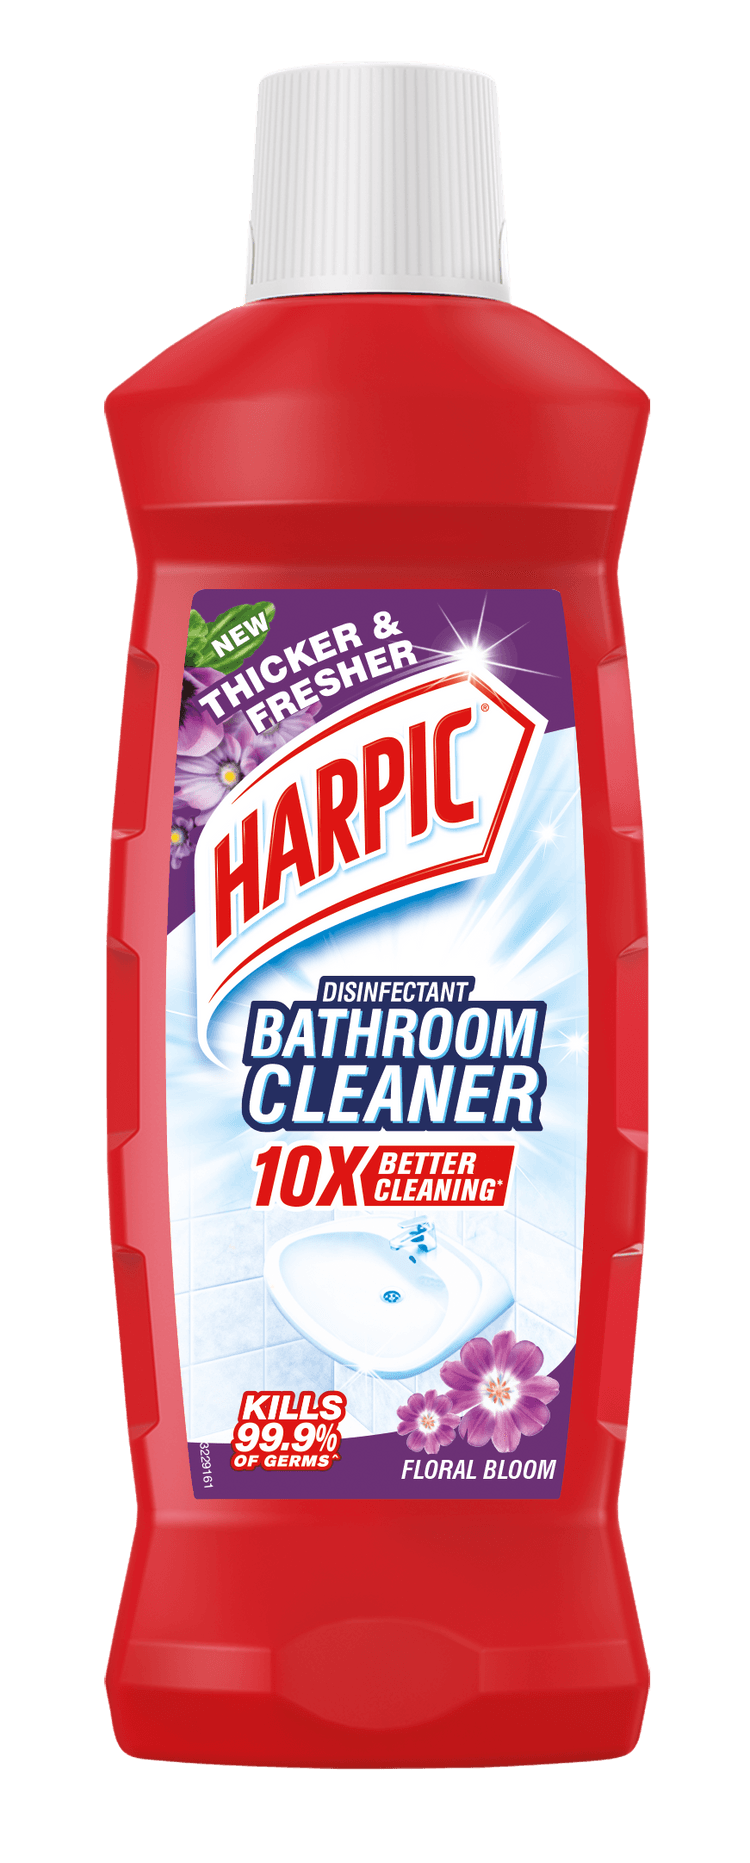 NEW
THICKER &
FRESHER
HARPIC®
DISINFECTANT
BATHROOM
CLEANER
10X BETTER
CLEANING*
KILLS
99.9%
OF GERMS^
FLORAL BLOOM
3229161